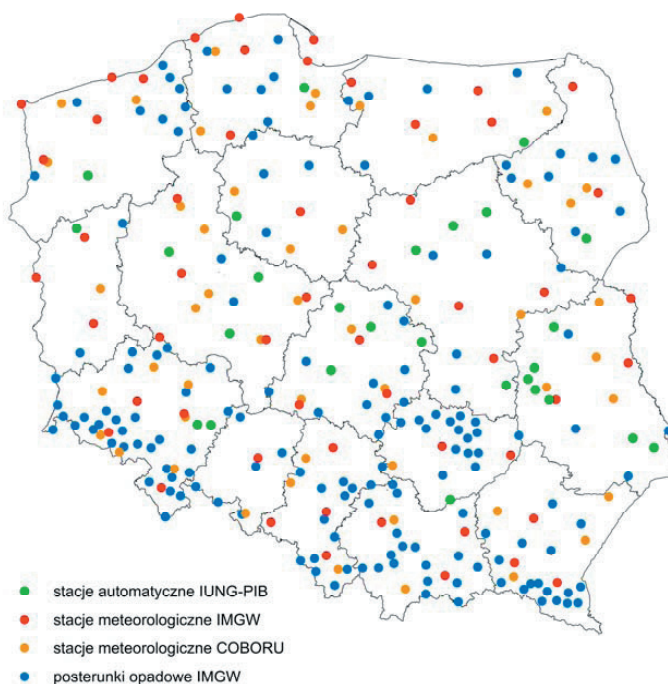 stacje automatyczne IUNG-PIB
stacje meteorologiczne IMGW
stacje meteorologiczne COBORU
posterunki opadowe IMGW